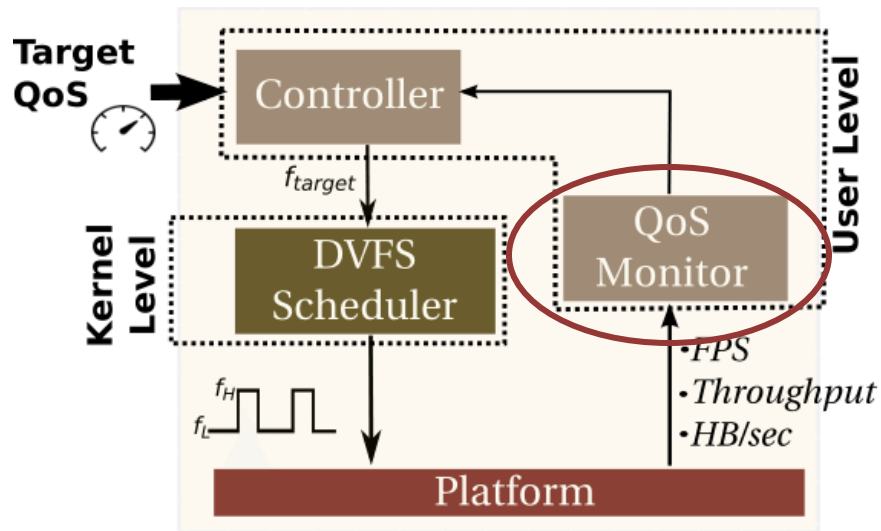 Target
QoS
Controller
f_target
User Level
Kernel
Level
DVFS
Scheduler
QoS
Monitor
•FPS
•Throughput
•HB/sec
f_H
f_L
Platform